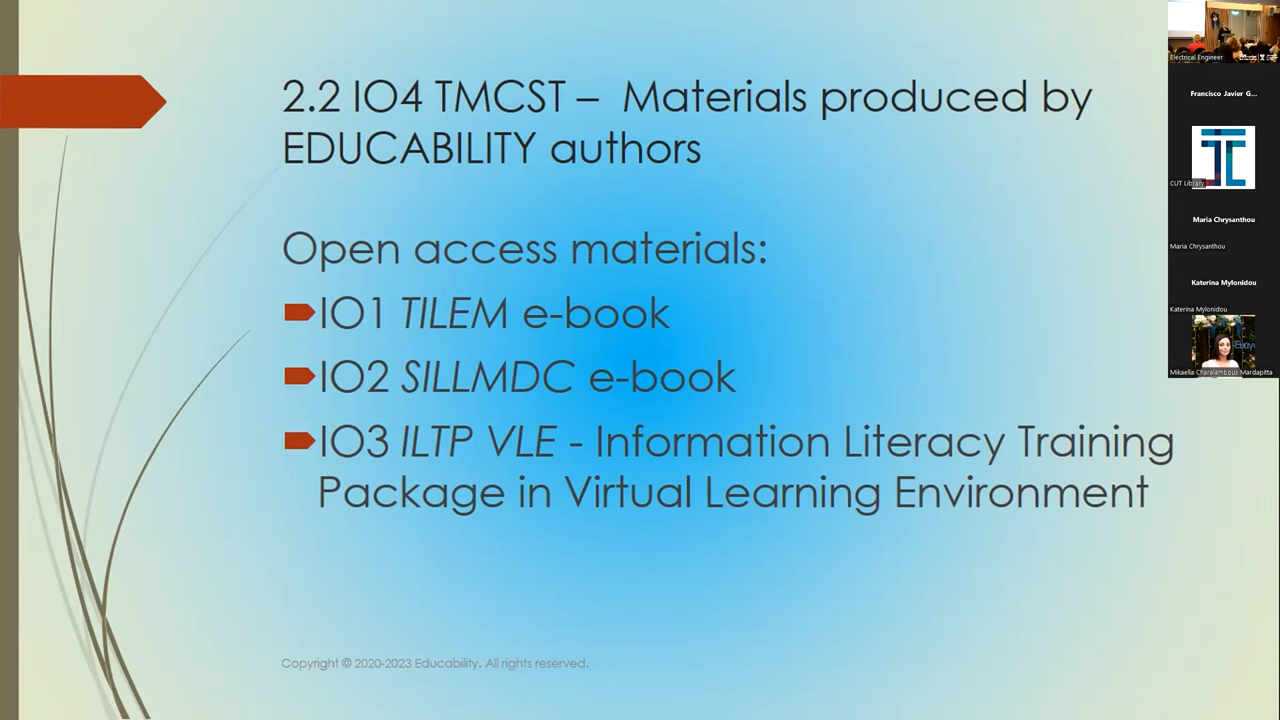 2.2 IO4 TMCST – Materials produced by
EDUCABILITY authors
Open access materials:
IO1 TILEM e-book
IO2 SILLMDC e-book
IO3 ILTP VLE - Information Literacy Training
Package in Virtual Learning Environment
Copyright © 2020-2023 Educability. All rights reserved.
Electrical Engineer
Francisco Javier G...
CUT Library
Maria Chrysanthou
Maria Chrysanthou
Katerina Mylonidou
Katerina Mylonidou
Mikaella Charalambous Mardapitta